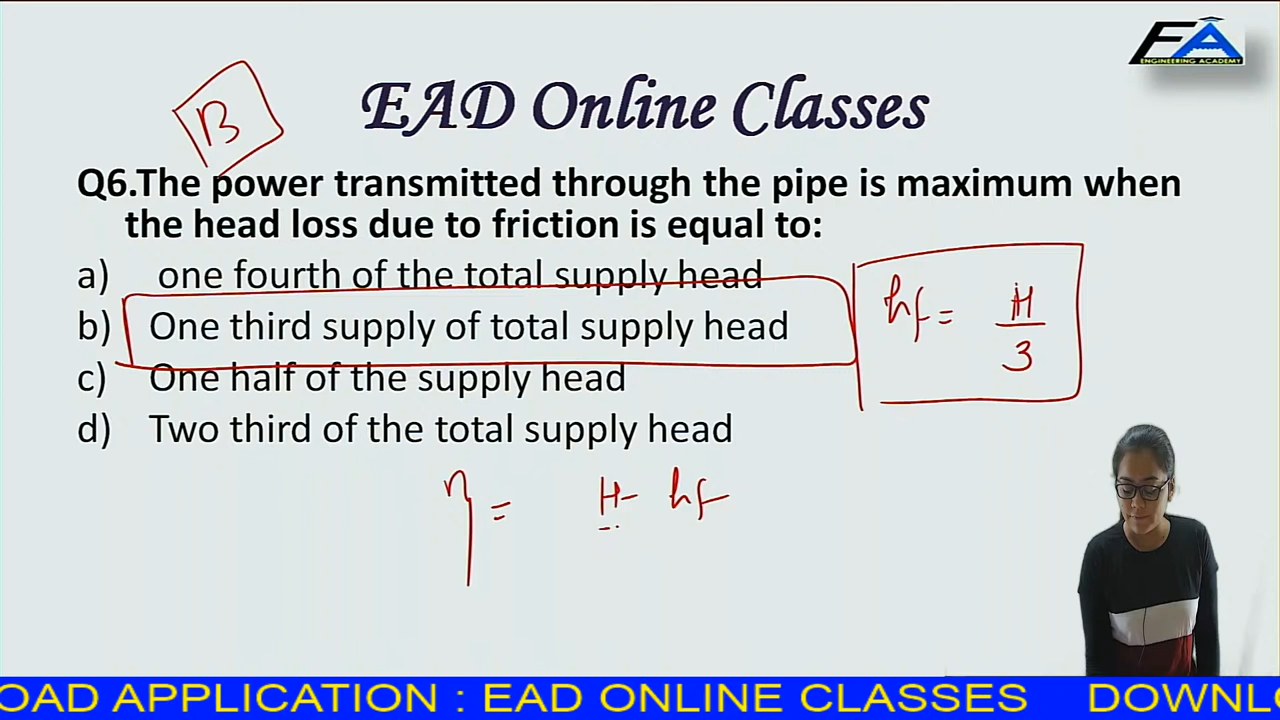 EA
ENGINEERING ACADEMY
B
EAD Online Classes
Q6.The power transmitted through the pipe is maximum when
the head loss due to friction is equal to:
a) one fourth of the total supply head
b) One third supply of total supply head
c) One half of the supply head
d) Two third of the total supply head
hf = H
3
η = H - hf
OAD APPLICATION : EAD ONLINE CLASSES DOWNLO